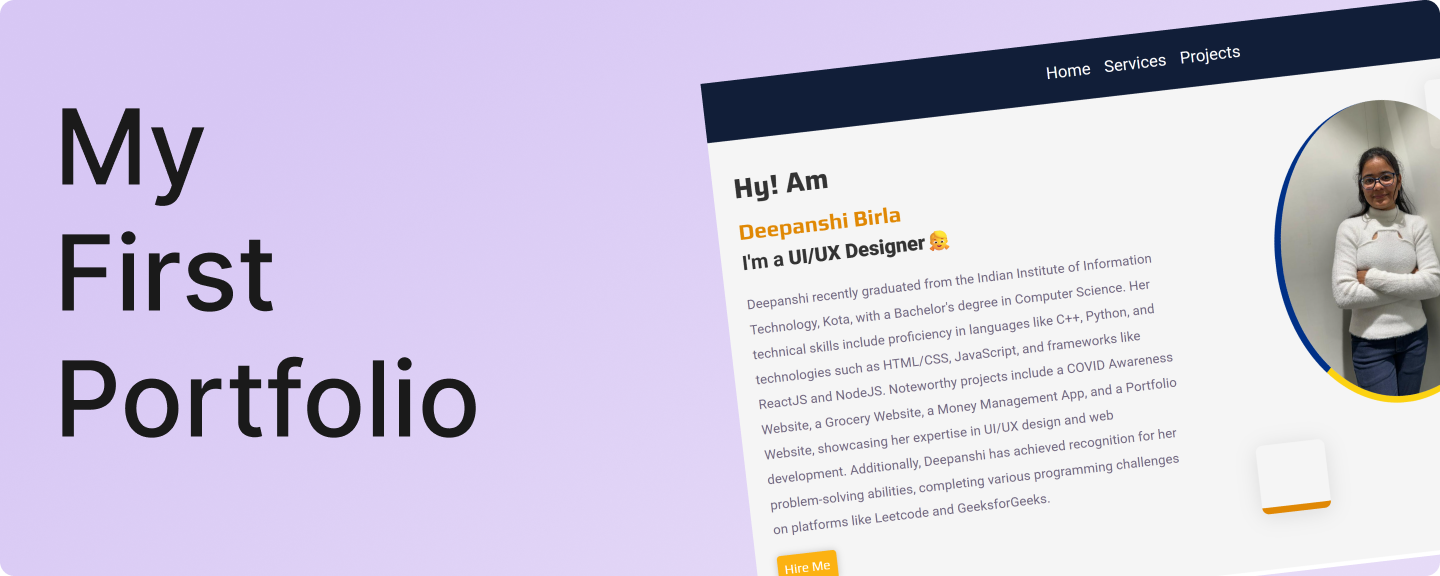 My
First
Portfolio
Home Services Projects
Hy! Am
Deepanshi Birla
I'm a UI/UX Designer 👧
Deepanshi recently graduated from the Indian Institute of Information
Technology, Kota, with a Bachelor's degree in Computer Science. Her
technical skills include proficiency in languages like C++, Python, and
technologies such as HTML/CSS, JavaScript, and frameworks like
ReactJS and NodeJS. Noteworthy projects include a COVID Awareness
Website, a Grocery Website, a Money Management App, and a Portfolio
Website, showcasing her expertise in UI/UX design and web
development. Additionally, Deepanshi has achieved recognition for her
problem-solving abilities, completing various programming challenges
on platforms like Leetcode and GeeksforGeeks.
Hire Me